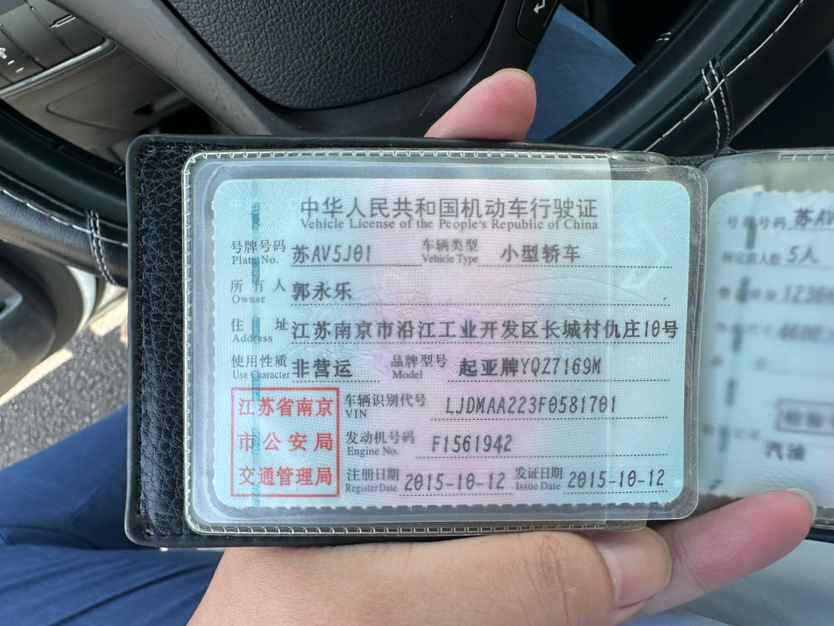 中华人民共和国机动车行驶证
Vehicle License of the People's Republic of China
号牌号码 苏AV5J01 车辆类型 小型轿车
Plate No. Vehicle Type
所有人 郭永乐
Owner
住址 江苏南京市沿江工业开发区长城村仇庄10号
Address
使用性质 非营运 品牌型号 起亚牌YQZ7169M
Use Character Model
江苏省南京
市公安局
交通管理局
车辆识别代号 LJDMAA223F0581701
VIN
发动机号码 F1561942
Engine No.
注册日期 2015-10-12 发证日期 2015-10-12
Register Date Issue Date
号牌号码 苏AV
人数 5人
汽油